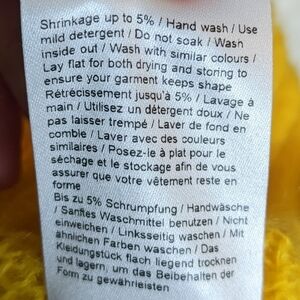 Shrinkage up to 5% / Hand wash / Use
mild detergent / Do not soak / Wash
inside out / Wash with similar colours /
Lay flat for both drying and storing to
ensure your garment keeps shape
Rétrécissement jusqu'à 5% / Lavage à
main / Utilisez un détergent doux / Ne
pas laisser trempé / Laver de fond en
comble / Laver avec des couleurs
similaires / Posez-le à plat pour le
séchage et le stockage afin de vous
assurer que votre vêtement reste en
forme
Bis zu 5% Schrumpfung / Handwäsche
/ Sanftes Waschmittel benutzen / Nicht
einweichen / Linksseitig waschen / Mit
ähnlichen Farben waschen / Das
Kleidungsstück flach liegend trocknen
und lagern, um das Beibehalten der
Form zu gewährleisten